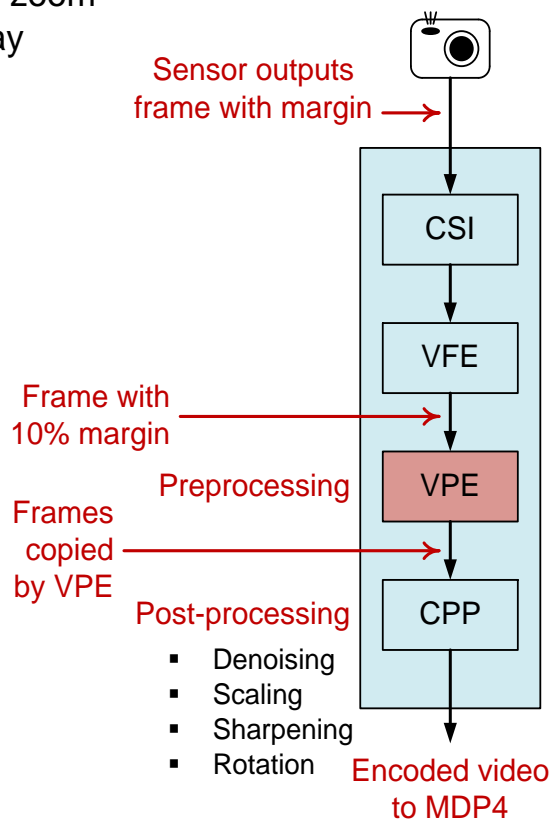 zoom
Sensor outputs
frame with margin
CSI
VFE
Frame with
10% margin
Preprocessing
VPE
Frames
copied
by VPE
Post-processing
CPP
▪ Denoising
▪ Scaling
▪ Sharpening
▪ Rotation
Encoded video
to MDP4